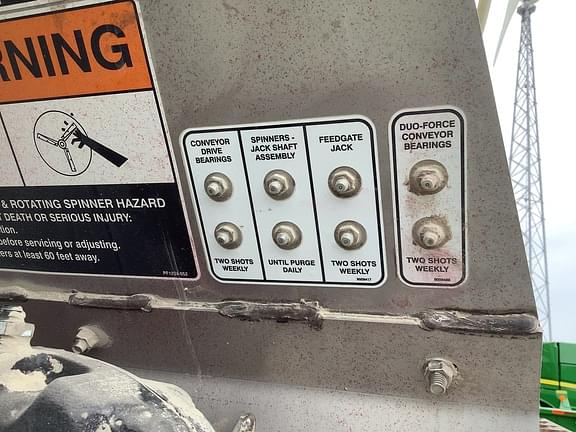 RNING
& ROTATING SPINNER HAZARD
T DEATH OR SERIOUS INJURY:
tion.
before servicing or adjusting.
ers at least 60 feet away.
CONVEYOR
DRIVE
BEARINGS
TWO SHOTS
WEEKLY
SPINNERS -
JACK SHAFT
ASSEMBLY
UNTIL PURGE
DAILY
FEEDGATE
JACK
TWO SHOTS
WEEKLY
DUO-FORCE
CONVEYOR
BEARINGS
TWO SHOTS
WEEKLY